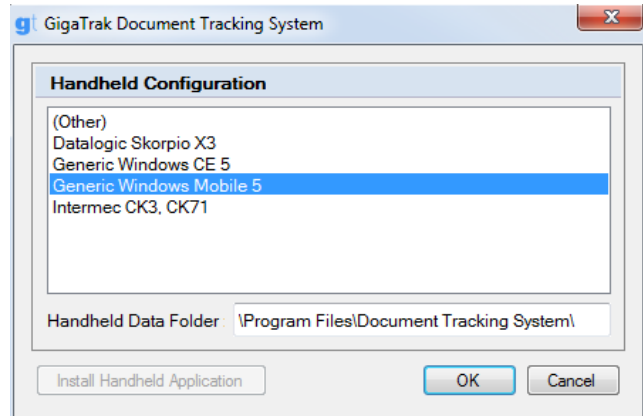 gt GigaTrak Document Tracking System
Handheld Configuration
(Other)
Datalogic Skorpio X3
Generic Windows CE 5
Generic Windows Mobile 5
Intermec CK3, CK71
Handheld Data Folder : \Program Files\Document Tracking System\
Install Handheld Application OK Cancel